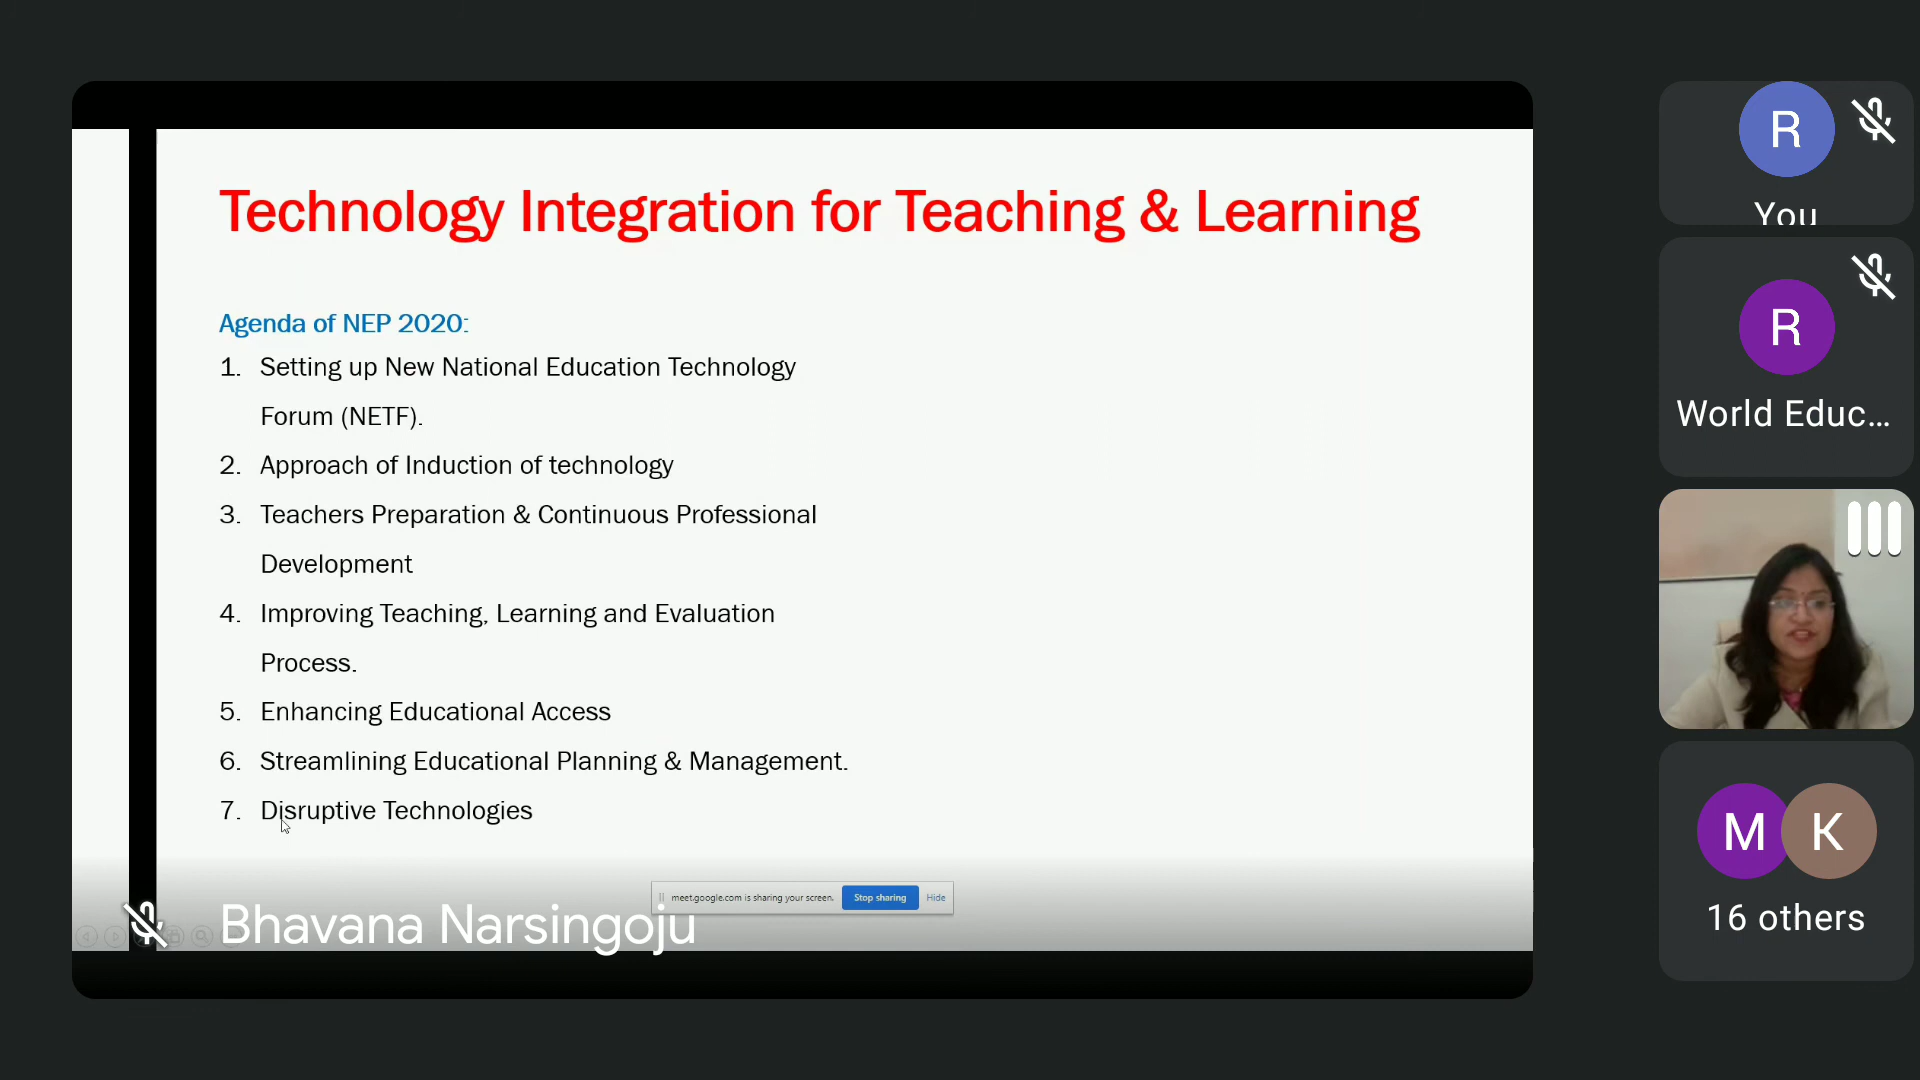 Technology Integration for Teaching & Learning
Agenda of NEP 2020:
1. Setting up New National Education Technology
Forum (NETF).
2. Approach of Induction of technology
3. Teachers Preparation & Continuous Professional
Development
4. Improving Teaching, Learning and Evaluation
Process.
5. Enhancing Educational Access
6. Streamlining Educational Planning & Management.
7. Disruptive Technologies
meet.google.com is sharing your screen. Stop sharing Hide
Bhavana Narsingoju
R
You
R
World Educ...
M K
16 others